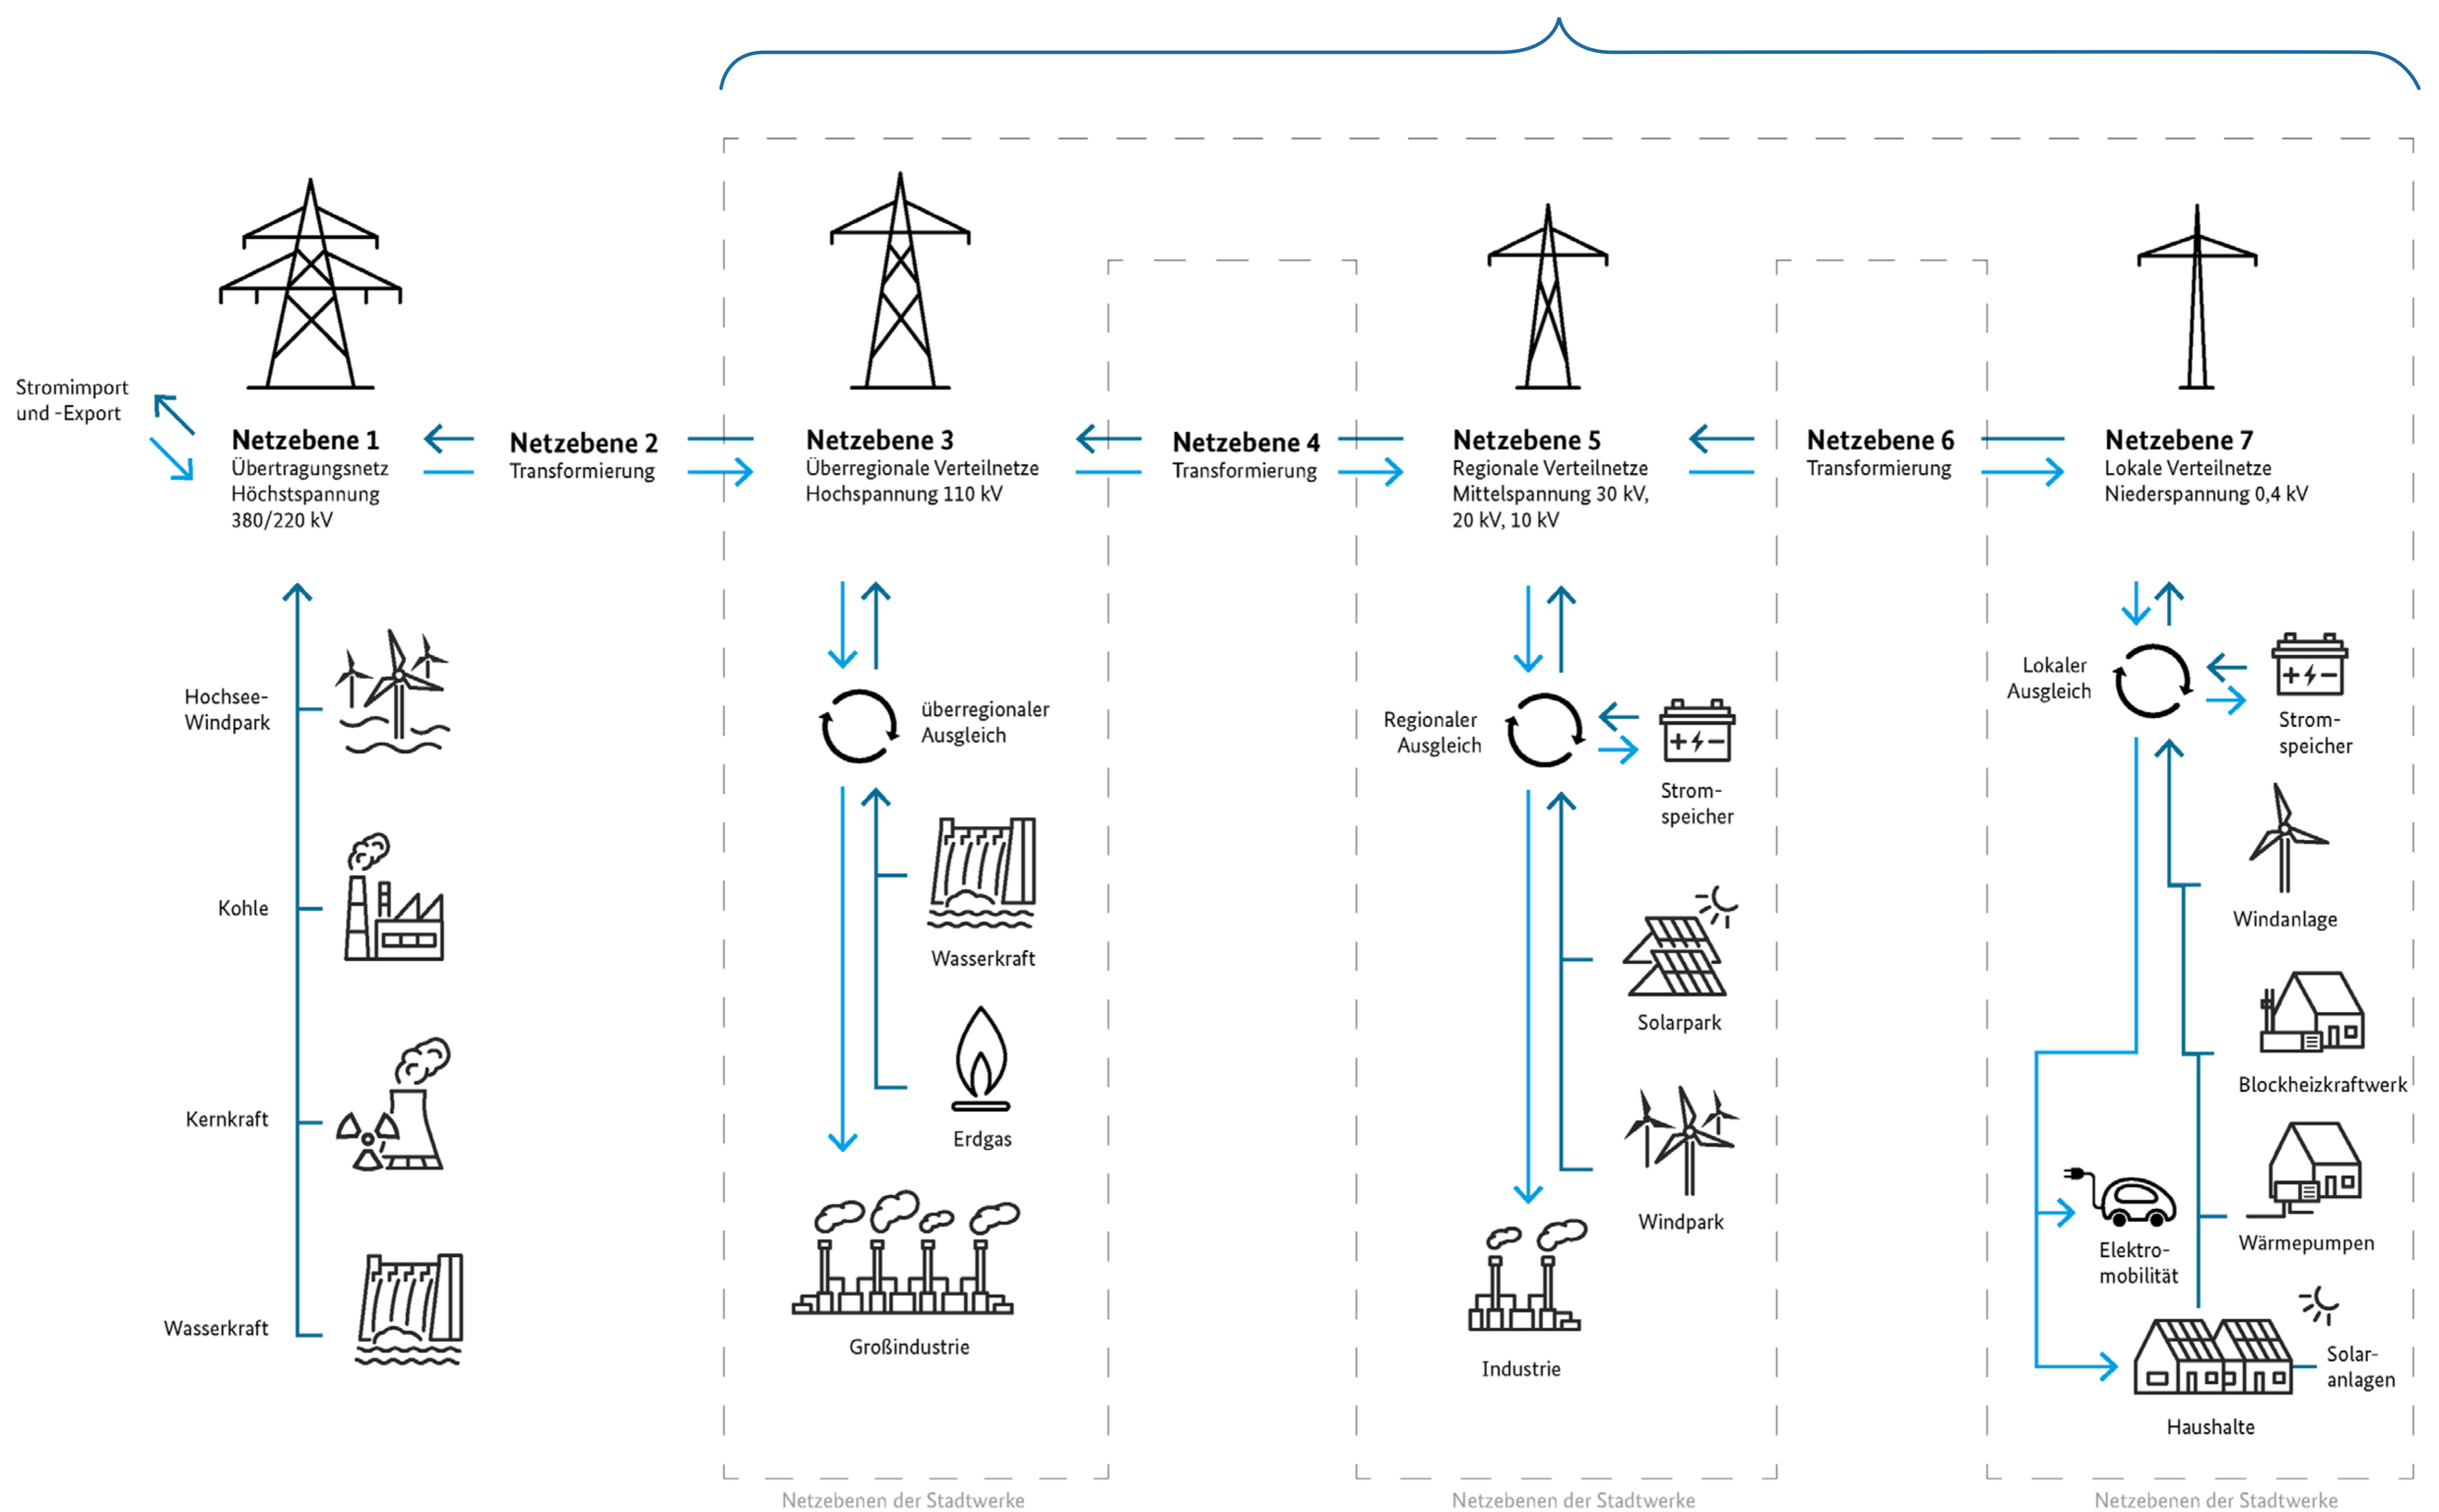 Stromimport
und -Export
Netzebene 1
Übertragungsnetz
Höchstspannung
380/220 kV
Netzebene 2
Transformierung
Netzebene 3
Überregionale Verteilnetze
Hochspannung 110 kV
Netzebene 4
Transformierung
Netzebene 5
Regionale Verteilnetze
Mittelspannung 30 kV,
20 kV, 10 kV
Netzebene 6
Transformierung
Netzebene 7
Lokale Verteilnetze
Niederspannung 0,4 kV
Hochsee-
Windpark
Kohle
Kernkraft
Wasserkraft
überregionaler
Ausgleich
Wasserkraft
Erdgas
Großindustrie
Regionaler
Ausgleich
Strom-
speicher
Solarpark
Windpark
Industrie
Lokaler
Ausgleich
Strom-
speicher
Windanlage
Blockheizkraftwerk
Wärmepumpen
Elektro-
mobilität
Solar-
anlagen
Haushalte
Netzebenen der Stadtwerke
Netzebenen der Stadtwerke
Netzebenen der Stadtwerke